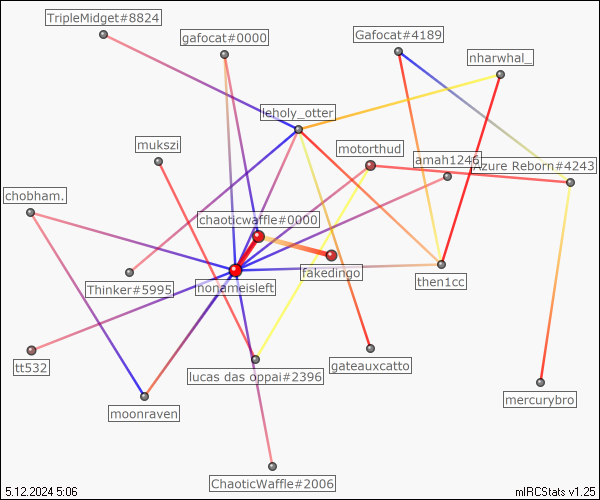 TripleMidget#8824
gafocat#0000
Gafocat#4189
nharwhal_
leholy_otter
mukszi
motorthud
amah1246
Azure Reborn#4243
chobham.
chaoticwaffle#0000
fakedingo
then1cc
Thinker#5995
nonameisleft
tt532
lucas das oppai#2396
gateauxcatto
moonraven
mercurybro
ChaoticWaffle#2006
5.12.2024 5:06
mIRCStats v1.25